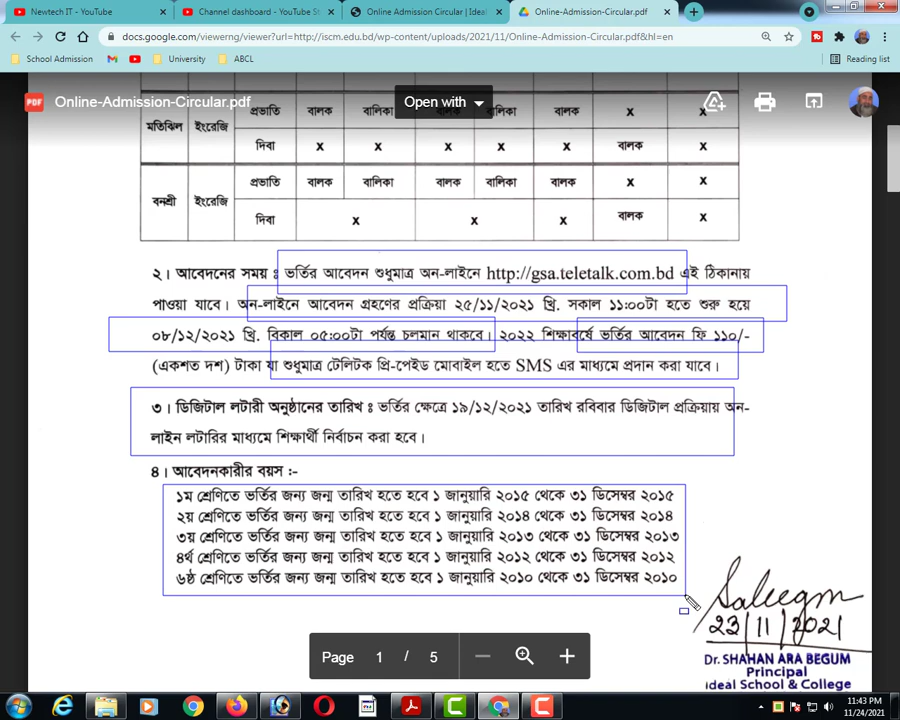 Newtech IT - YouTube
Channel dashboard - YouTube St
Online Admission Circular | Ideal
Online-Admission-Circular.pdf
docs.google.com/viewerng/viewer?url=http://iscm.edu.bd/wp-content/uploads/2021/11/Online-Admission-Circular.pdf&hl=en
School Admission
University
ABCL
Reading list
PDF
Online-Admission-Circular.pdf
Open with
মতিঝিল ইংরেজি প্রভাতি বালক বালিকা বালক বালিকা বালক x x
দিবা x x x x x বালক x
বনশ্রী ইংরেজি প্রভাতি বালক বালিকা বালক বালিকা বালক x x
দিবা x x x বালক x
২। আবেদনের সময় : ভর্তির আবেদন শুধুমাত্র অন-লাইনে http://gsa.teletalk.com.bd এই ঠিকানায়
পাওয়া যাবে। অন-লাইনে আবেদন গ্রহণের প্রক্রিয়া ২৫/১১/২০২১ খ্রি. সকাল ১১:০০টা হতে শুরু হয়ে
০৮/১২/২০২১ খ্রি. বিকাল ০৫:০০টা পর্যন্ত চলমান থাকবে। ২০২২ শিক্ষাবর্ষে ভর্তির আবেদন ফি ১১০/-
(একশত দশ) টাকা যা শুধুমাত্র টেলিটক প্রি-পেইড মোবাইল হতে SMS এর মাধ্যমে প্রদান করা যাবে।
৩। ডিজিটাল লটারী অনুষ্ঠানের তারিখ : ভর্তির ক্ষেত্রে ১৯/১২/২০২১ তারিখ রবিবার ডিজিটাল প্রক্রিয়ায় অন-
লাইন লটারির মাধ্যমে শিক্ষার্থী নির্বাচন করা হবে।
৪। আবেদনকারীর বয়স :-
১ম শ্রেণিতে ভর্তির জন্য জন্ম তারিখ হতে হবে ১ জানুয়ারি ২০১৫ থেকে ৩১ ডিসেম্বর ২০১৫
২য় শ্রেণিতে ভর্তির জন্য জন্ম তারিখ হতে হবে ১ জানুয়ারি ২০১৪ থেকে ৩১ ডিসেম্বর ২০১৪
৩য় শ্রেণিতে ভর্তির জন্য জন্ম তারিখ হতে হবে ১ জানুয়ারি ২০১৩ থেকে ৩১ ডিসেম্বর ২০১৩
৪র্থ শ্রেণিতে ভর্তির জন্য জন্ম তারিখ হতে হবে ১ জানুয়ারি ২০১২ থেকে ৩১ ডিসেম্বর ২০১২
৬ষ্ঠ শ্রেণিতে ভর্তির জন্য জন্ম তারিখ হতে হবে ১ জানুয়ারি ২০১০ থেকে ৩১ ডিসেম্বর ২০১০
23/11/2021
Dr. SHAHAN ARA BEGUM
Principal
Ideal School & College
Page 1 / 5
11:43 PM
11/24/2021